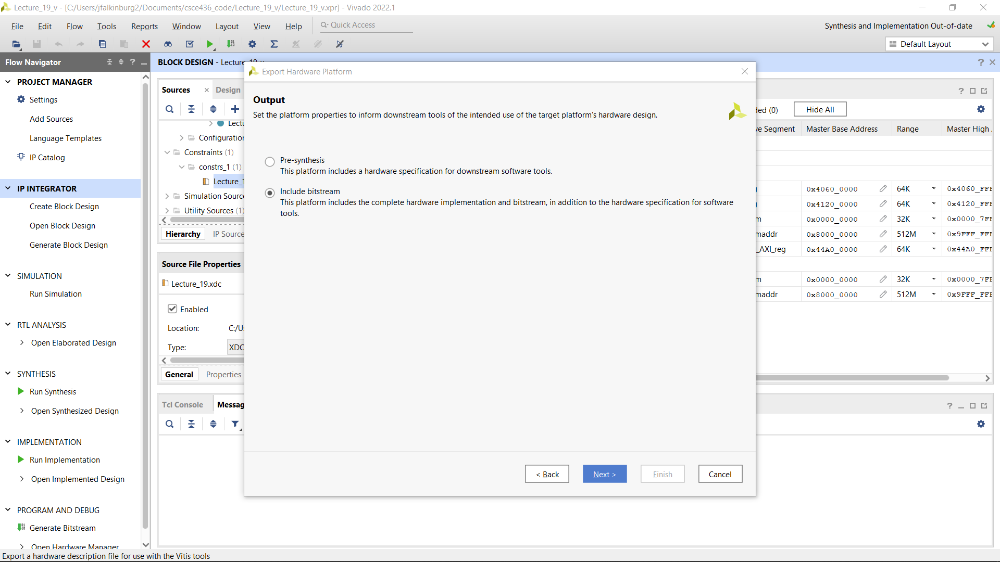 Lecture_19_v - [C:/Users/jfalkinburg2/Documents/csce436_code/Lecture_19_v/Lecture_19_v.xpr] - Vivado 2022.1
File Edit Flow Tools Reports Window Layout View Help Quick Access
Synthesis and Implementation Out-of-date
Default Layout
Flow Navigator
PROJECT MANAGER
Settings
Add Sources
Language Templates
IP Catalog
IP INTEGRATOR
Create Block Design
Open Block Design
Generate Block Design
SIMULATION
Run Simulation
RTL ANALYSIS
Open Elaborated Design
SYNTHESIS
Run Synthesis
Open Synthesized Design
IMPLEMENTATION
Run Implementation
Open Implemented Design
PROGRAM AND DEBUG
Generate Bitstream
Open Hardware Manager
BLOCK DESIGN - Lecture_19_v
Sources Design
Lectu
Configuration
Constraints (1)
constrs_1 (1)
Lecture_1
Simulation Source
Utility Sources (1)
Hierarchy IP Source
Source File Properties
Lecture_19.xdc
Enabled
Location: C:/Us
Type: XDC
General Properties
Tcl Console Messag
Export Hardware Platform
Output
Set the platform properties to inform downstream tools of the intended use of the target platform's hardware design.
Pre-synthesis
This platform includes a hardware specification for downstream software tools.
Include bitstream
This platform includes the complete hardware implementation and bitstream, in addition to the hardware specification for software
tools.
< Back Next > Finish Cancel
ded (0) Hide All
ve Segment Master Base Address Range Master High
0x4060_0000 64K 0x4060_FFF
0x4120_0000 64K 0x4120_FFF
m 0x0000_0000 32K 0x0000_7FF
maddr 0x8000_0000 512M 0x9FFF_FFF
_AXI_reg 0x44A0_0000 64K 0x44A0_FFF
m 0x0000_0000 32K 0x0000_7FF
maddr 0x8000_0000 512M 0x9FFF_FFF
Export a hardware description file for use with the Vitis tools